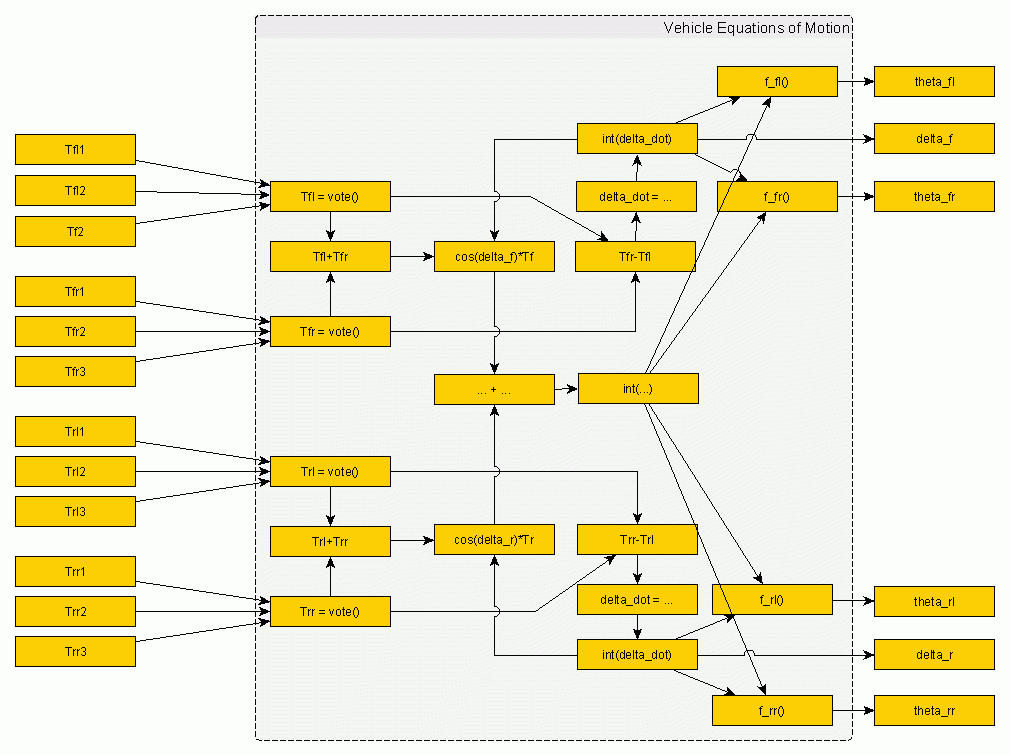 Vehicle Equations of Motion
f_fl()
theta_fl
int(delta_dot)
delta_f
Tfl1
Tfl2
Tf2
Tfl = vote()
delta_dot = ...
f_fr()
theta_fr
Tfl+Tfr
cos(delta_f)*Tf
Tfr-Tfl
Tfr1
Tfr2
Tfr3
Tfr = vote()
... + ...
int(...)
Trl1
Trl2
Trl3
Trl = vote()
Trl+Trr
cos(delta_r)*Tr
Trr-Trl
Trr1
Trr2
Trr3
Trr = vote()
delta_dot = ...
f_rl()
theta_rl
int(delta_dot)
delta_r
f_rr()
theta_rr